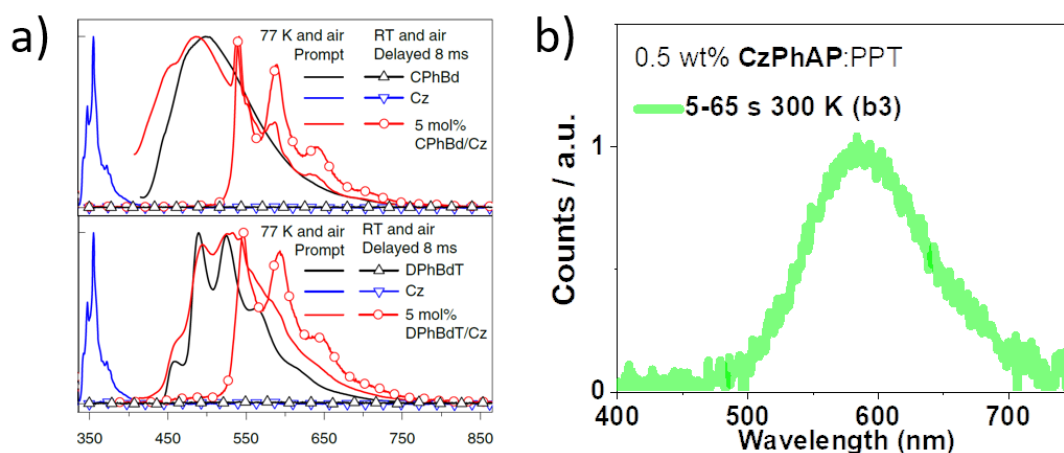 a)
77 K and air RT and air
Prompt Delayed 8 ms
CPhBd
Cz
5 mol%
CPhBd/Cz
77 K and air RT and air
Prompt Delayed 8 ms
DPhBdT
Cz
5 mol%
DPhBdT/Cz
350 450 550 650 750 850
b)
0.5 wt% CzPhAP:PPT
5-65 s 300 K (b3)
1
Counts / a.u.
0
400 500 600 700
Wavelength (nm)